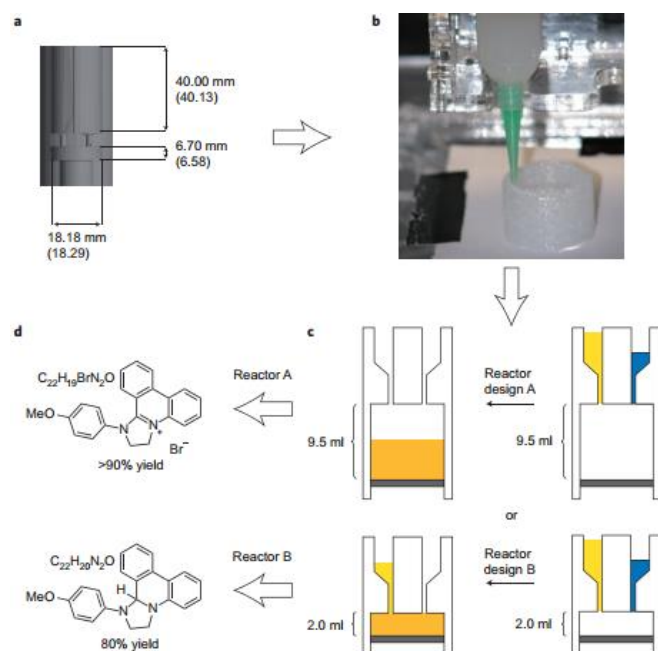 a
40.00 mm
(40.13)
6.70 mm
(6.58)
18.18 mm
(18.29)
b
d
C₂₂H₁₉BrN₂O
MeO
N
N
+
Br⁻
>90% yield
Reactor A
c
9.5 ml
Reactor
design A
9.5 ml
or
C₂₂H₂₀N₂O
H
MeO
N
N
80% yield
Reactor B
2.0 ml
Reactor
design B
2.0 ml